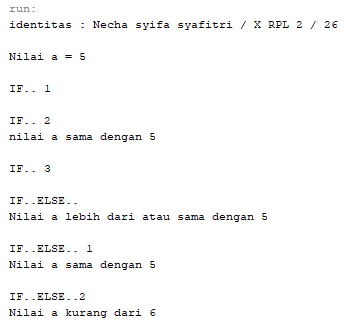 run:
identitas : Necha syifa syafitri / X RPL 2 / 26
Nilai a = 5
IF.. 1
IF.. 2
nilai a sama dengan 5
IF.. 3
IF..ELSE..
Nilai a lebih dari atau sama dengan 5
IF..ELSE.. 1
Nilai a sama dengan 5
IF..ELSE..2
Nilai a kurang dari 6